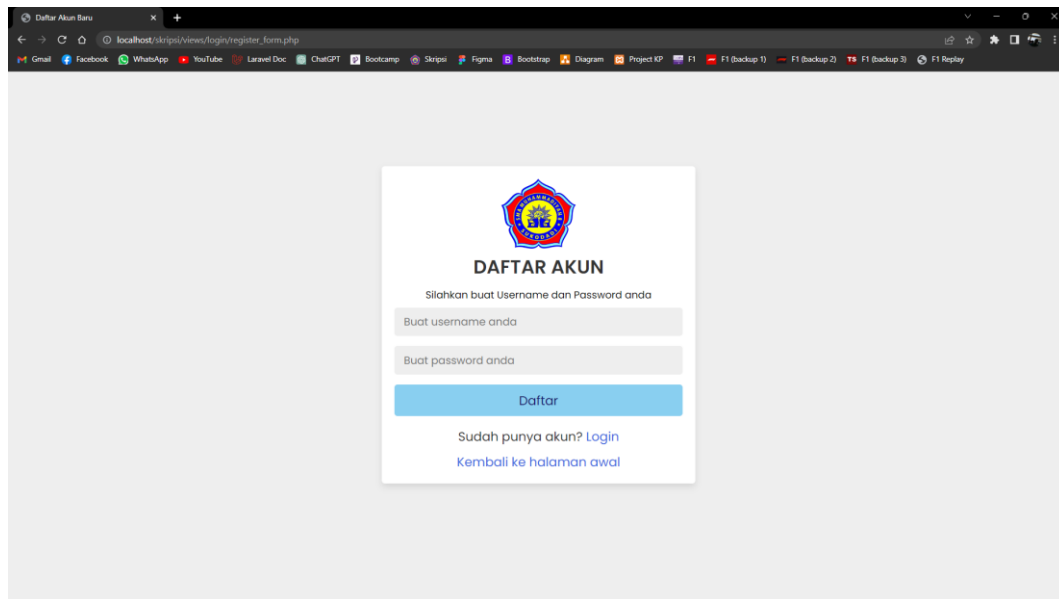 Daftar Akun Baru
localhost/skripsi/views/login/register_form.php
Gmail Facebook WhatsApp YouTube Laravel Doc ChatGPT Bootcamp Skripsi Figma B Bootstrap Diagram Project KP F1 F1 (backup 1) F1 (backup 2) TS F1 (backup 3) F1 Replay
DAFTAR AKUN
Silahkan buat Username dan Password anda
Buat username anda
Buat password anda
Daftar
Sudah punya akun? Login
Kembali ke halaman awal